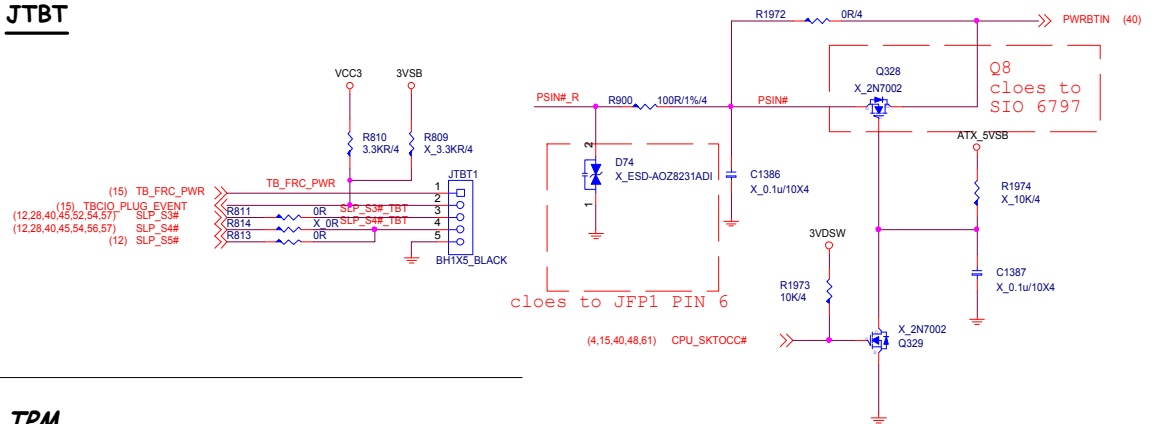 JTBT
R1972
0R/4
PWRBTIN (40)
VCC3
3VSB
R810
3.3KR/4
R809
X_3.3KR/4
JTBT1
(15) TB_FRC_PWR
TB_FRC_PWR
1
(15) TBCIO_PLUG_EVENT
2
(12,28,40,45,52,54,57) SLP_S3#
R811
0R
SLP_S3#_TBT
3
(12,28,40,45,54,56,57) SLP_S4#
R814
X_0R
SLP_S4#_TBT
4
(12) SLP_S5#
R813
0R
5
BH1X5_BLACK
PSIN#_R
R900
100R/1%/4
PSIN#
Q328
X_2N7002
Q8
cloes to
SIO 6797
2
D74
X_ESD-AOZ8231ADI
1
cloes to JFP1 PIN 6
C1386
X_0.1u/10X4
ATX_5VSB
R1974
X_10K/4
3VDSW
R1973
10K/4
C1387
X_0.1u/10X4
(4,15,40,48,61) CPU_SKTOCC#
X_2N7002
Q329
TPM